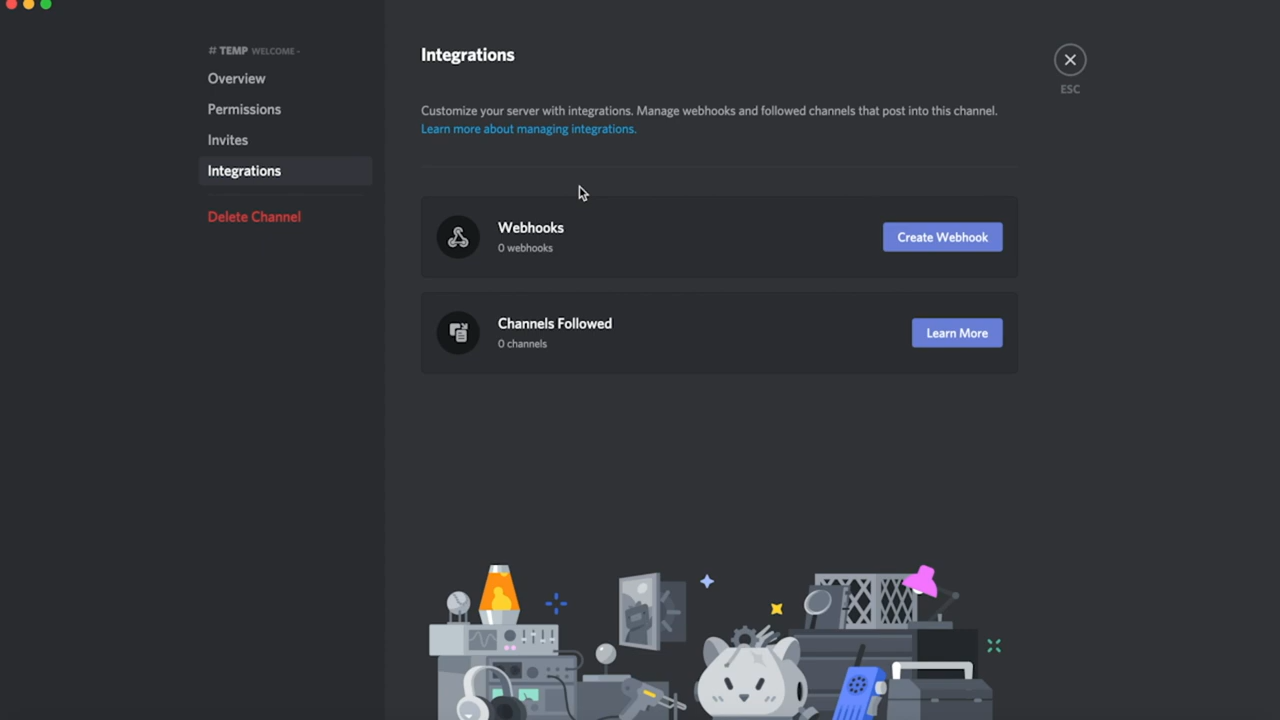 # TEMP WELCOME -
Overview
Permissions
Invites
Integrations
Delete Channel
Integrations
Customize your server with integrations. Manage webhooks and followed channels that post into this channel.
Learn more about managing integrations.
Webhooks
0 webhooks
Create Webhook
Channels Followed
0 channels
Learn More
ESC